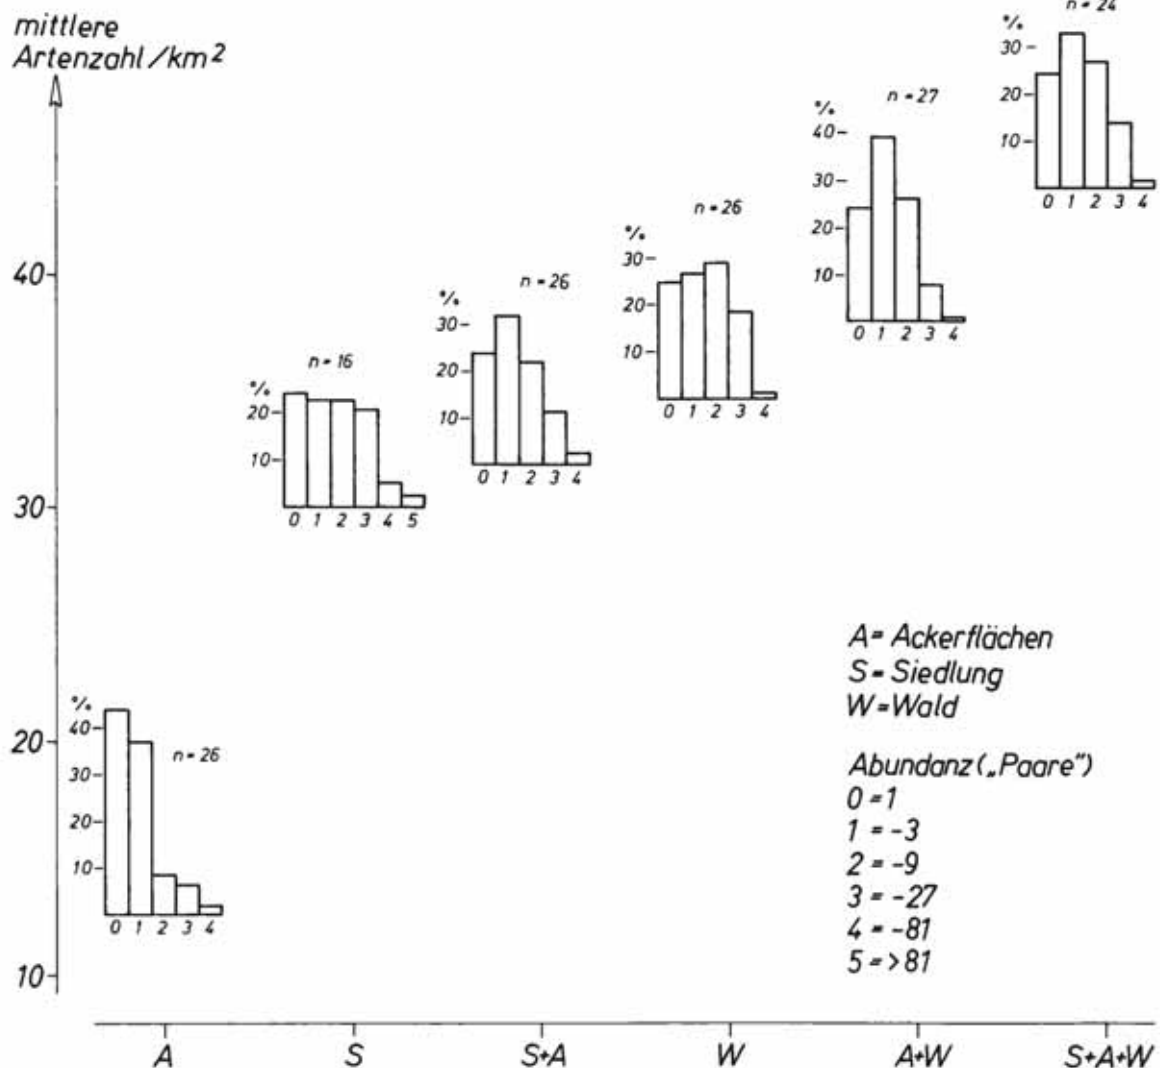 mittlere
Artenzahl/km²
40
30
20
10
%
40
30
20
10
n=26
0 1 2 3 4
n=16
%
20
10
0 1 2 3 4 5
n=26
%
30
20
10
0 1 2 3 4
n=26
%
30
20
10
0 1 2 3 4
n=27
%
40
30
20
10
0 1 2 3 4
n=24
%
30
20
10
0 1 2 3 4
A=Ackerflächen
S=Siedlung
W=Wald
Abundanz („Paare")
0=1
1=-3
2=-9
3=-27
4=-81
5=>81
A S S+A W A+W S+A+W